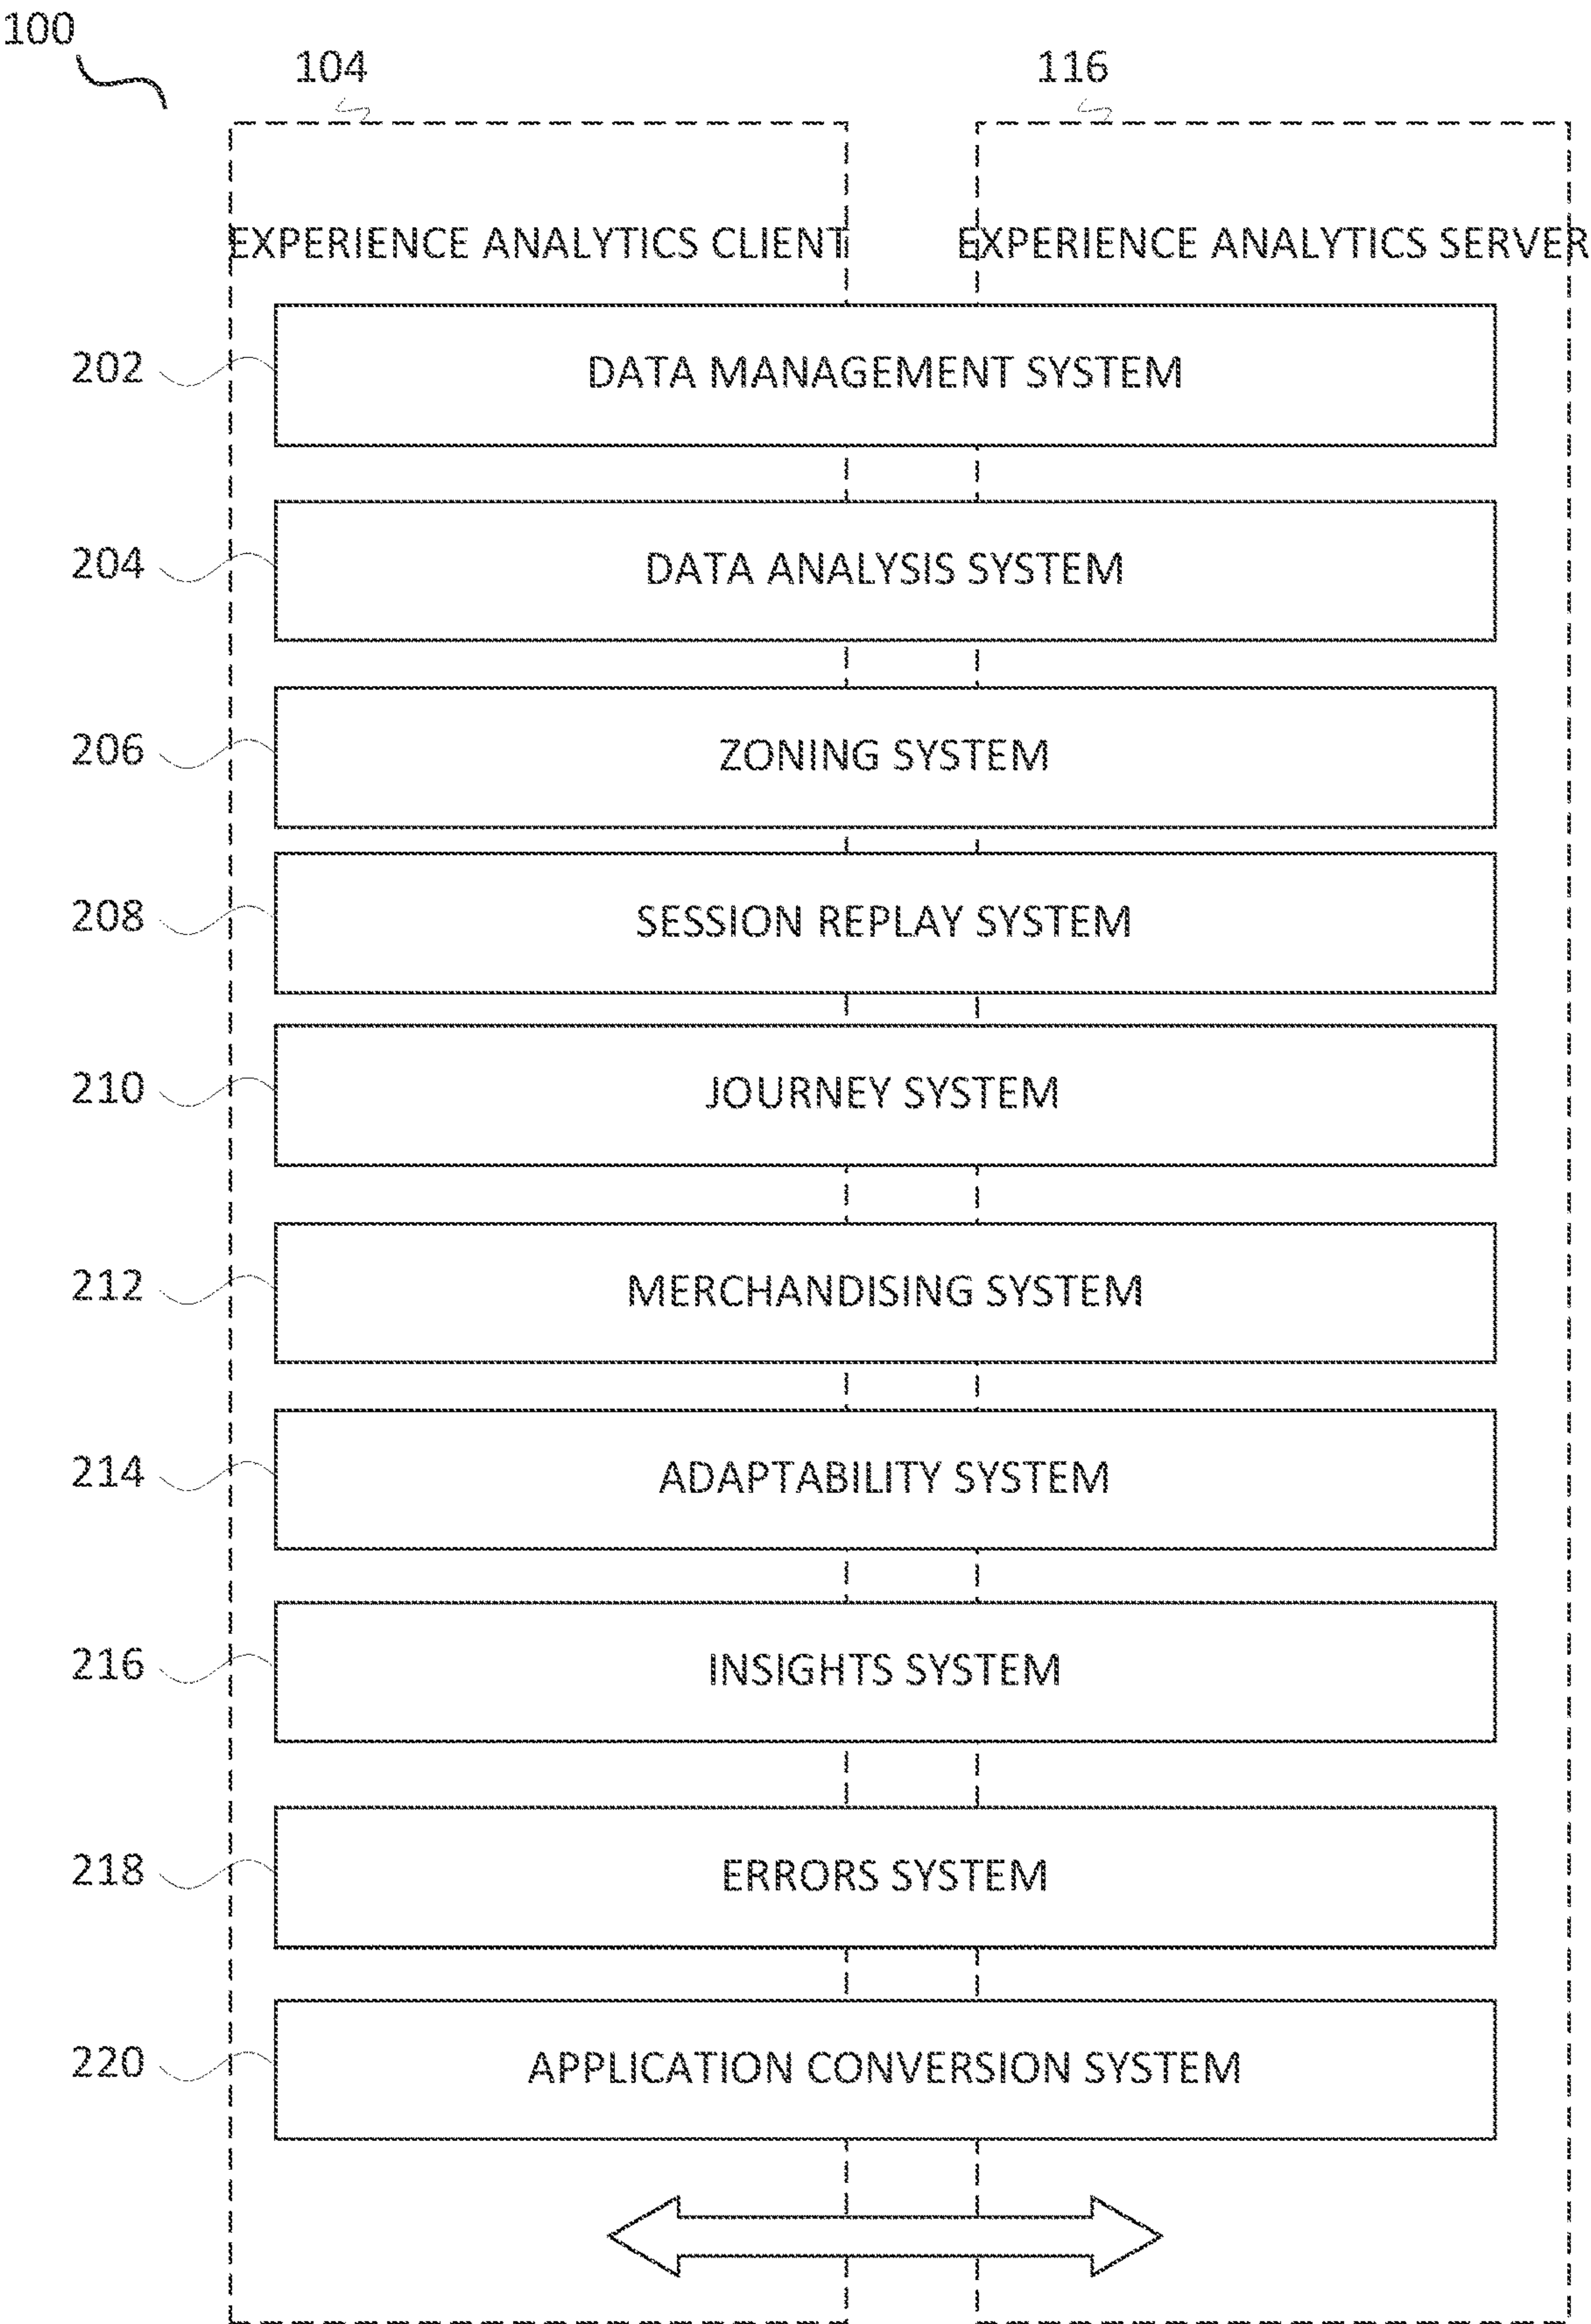 100
104
116
EXPERIENCE ANALYTICS CLIENT
EXPERIENCE ANALYTICS SERVER
202
DATA MANAGEMENT SYSTEM
204
DATA ANALYSIS SYSTEM
206
ZONING SYSTEM
208
SESSION REPLAY SYSTEM
210
JOURNEY SYSTEM
212
MERCHANDISING SYSTEM
214
ADAPTABILITY SYSTEM
216
INSIGHTS SYSTEM
218
ERRORS SYSTEM
220
APPLICATION CONVERSION SYSTEM